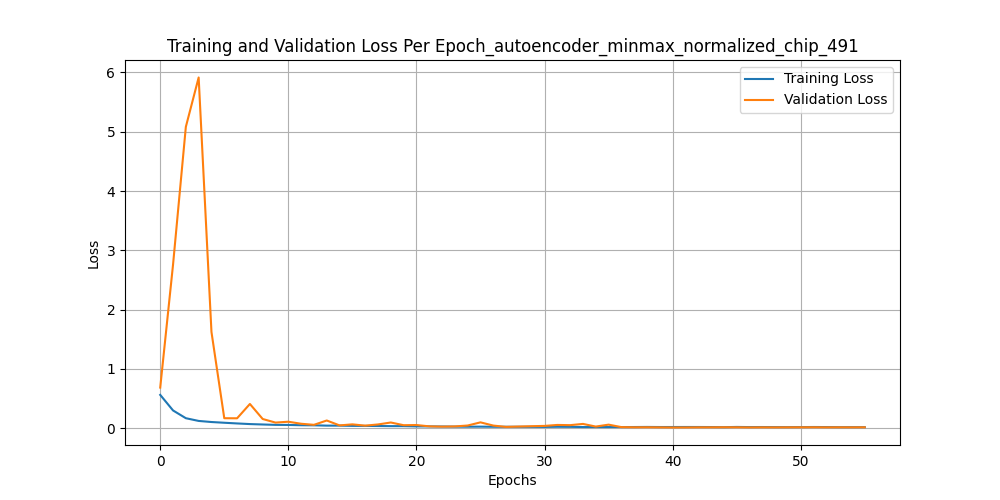 Training and Validation Loss Per Epoch_autoencoder_minmax_normalized_chip_491
Training Loss
Validation Loss
6
5
4
3
2
1
0
Loss
0 10 20 30 40 50
Epochs